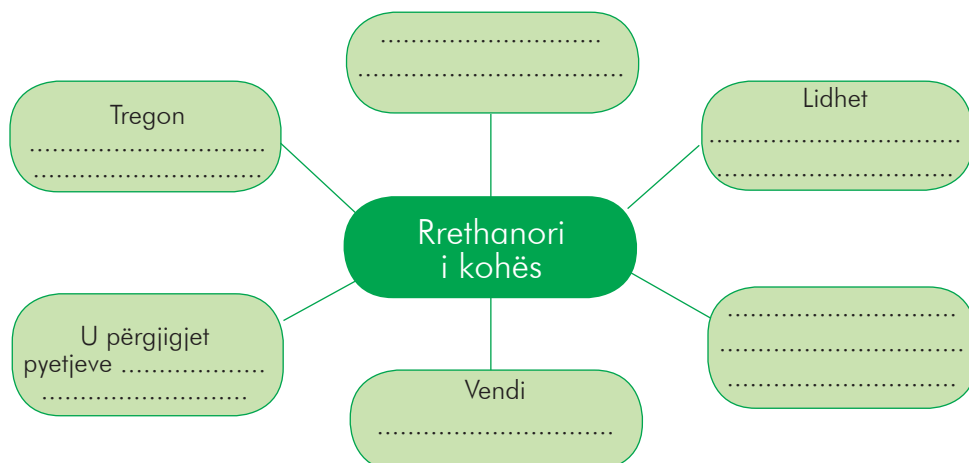 ..............................
....................................
Tregon
................................
...............................
Lidhet
..................................
................................
Rrethanori
i kohës
U përgjigjet
pyetjeve ....................
............................
Vendi
................................
...............................
.................................
...............................